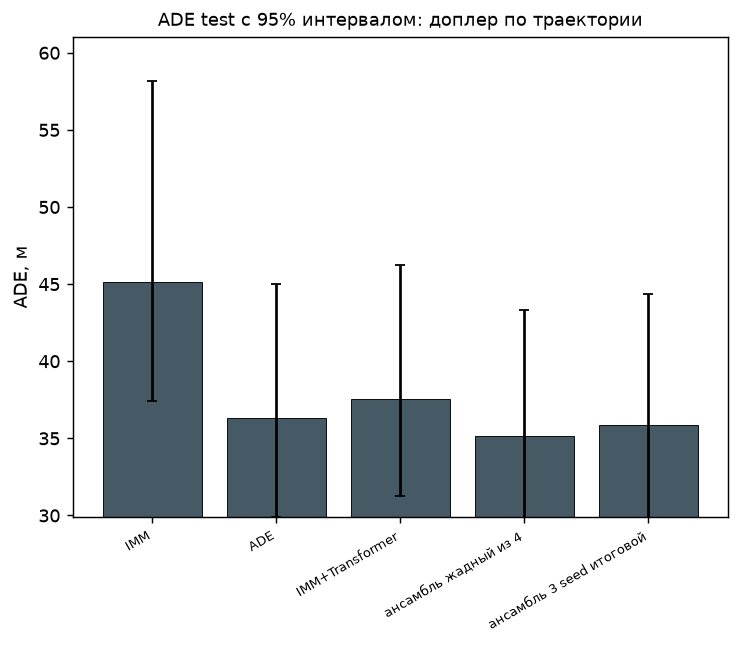 ADE test с 95% интервалом: доплер по траектории
ADE, м
60
55
50
45
40
35
30
IMM
ADE
IMM+Transformer
ансамбль жадный из 4
ансамбль 3 seed итоговой